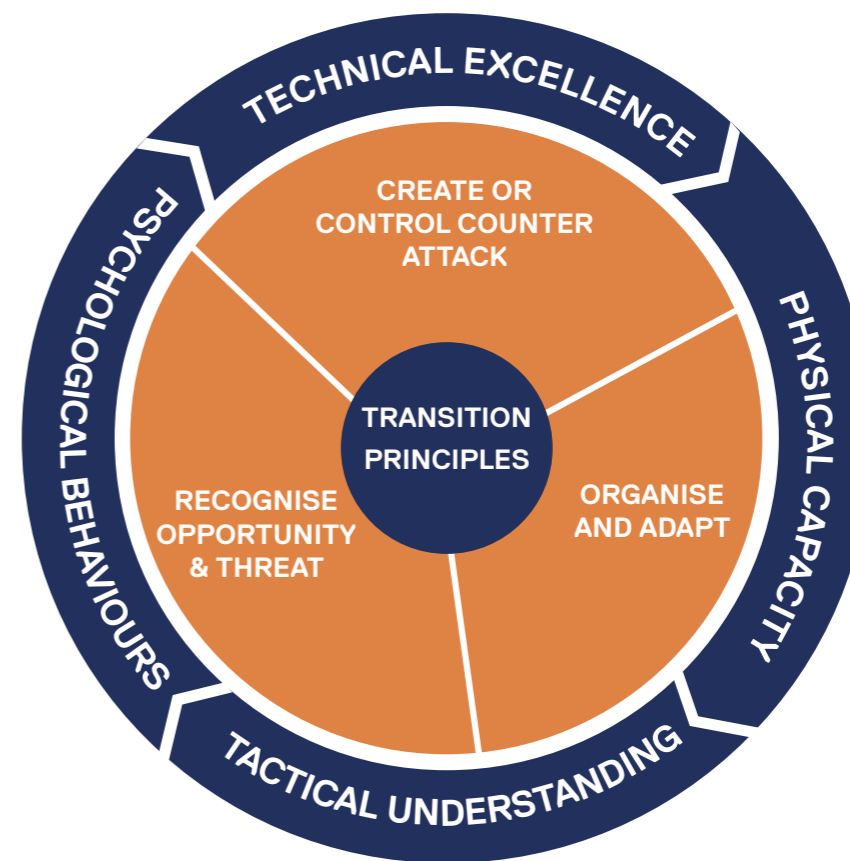 TECHNICAL EXCELLENCE
PHYSICAL CAPACITY
TACTICAL UNDERSTANDING
PSYCHOLOGICAL BEHAVIOURS
CREATE OR
CONTROL COUNTER
ATTACK
ORGANISE
AND ADAPT
RECOGNISE
OPPORTUNITY
& THREAT
TRANSITION
PRINCIPLES